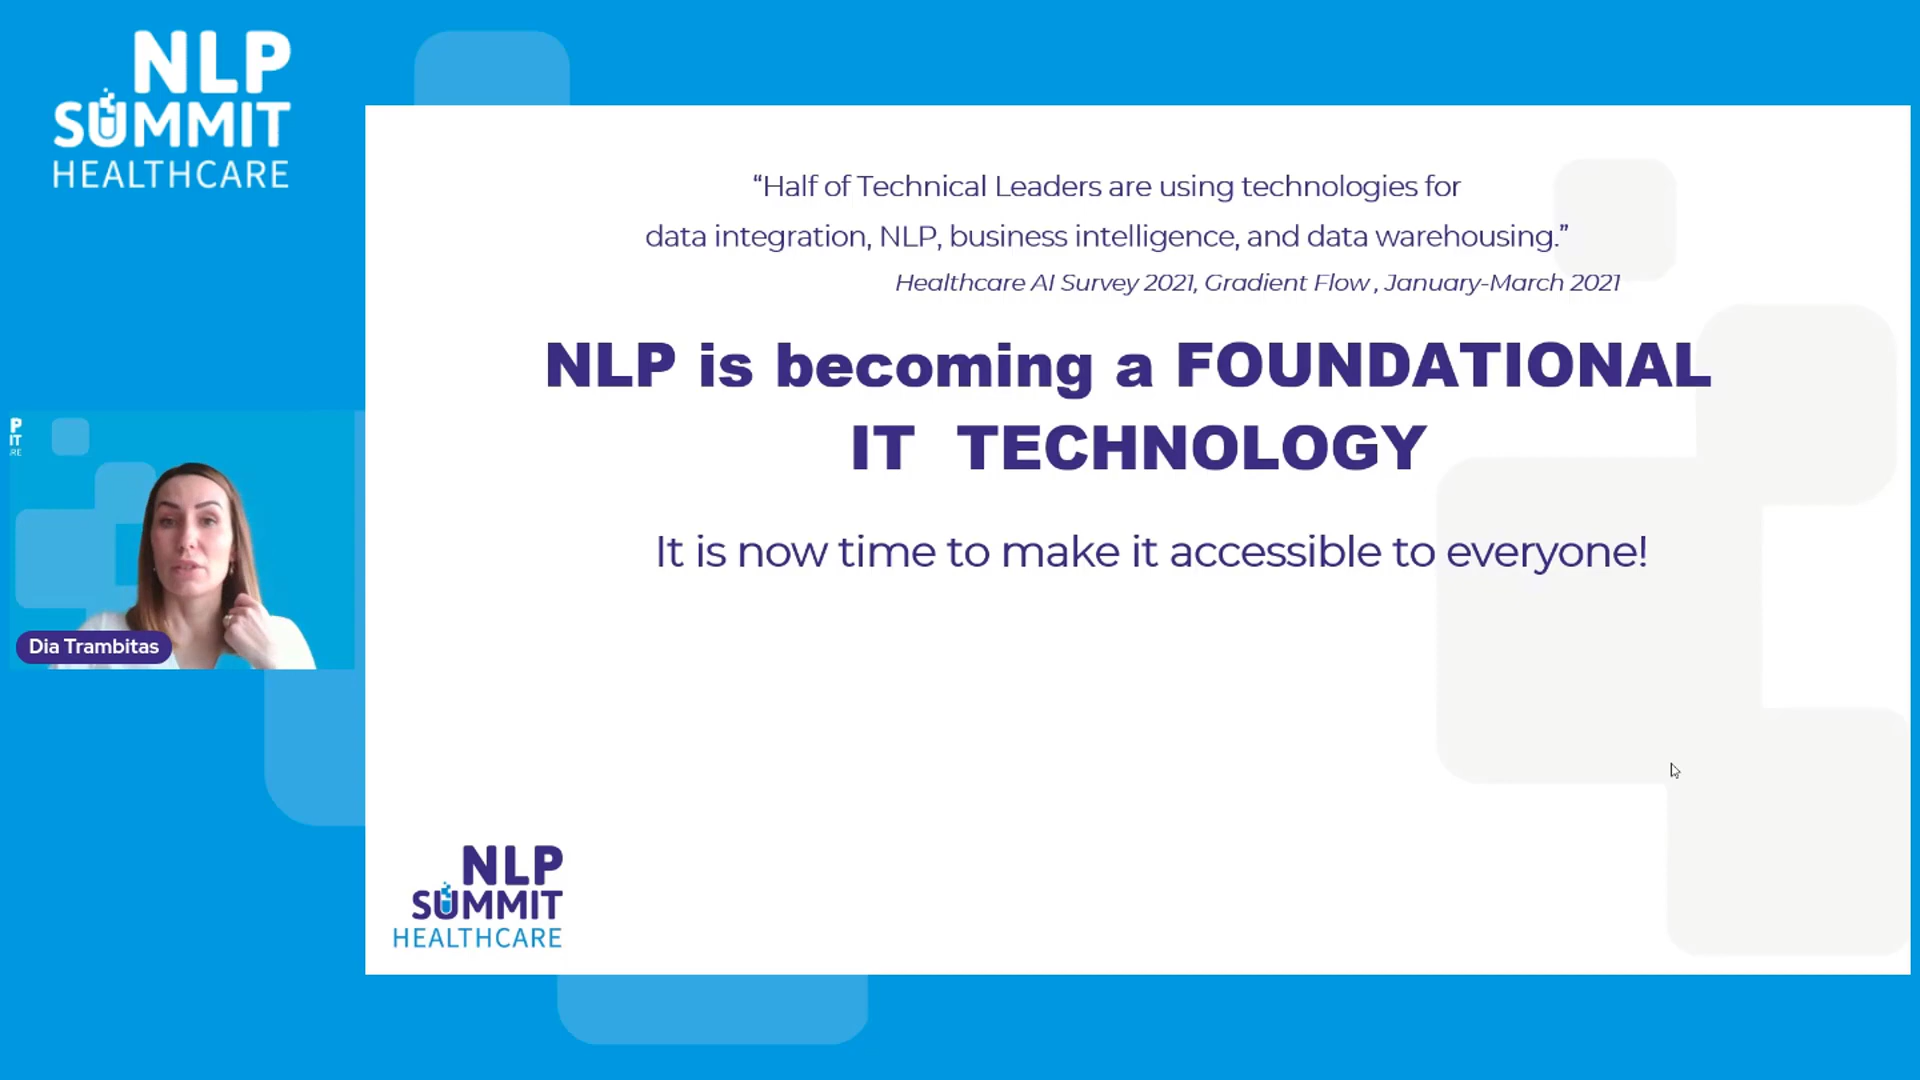 NLP
SUMMIT
HEALTHCARE
“Half of Technical Leaders are using technologies for
data integration, NLP, business intelligence, and data warehousing.”
Healthcare AI Survey 2021, Gradient Flow , January-March 2021
NLP is becoming a FOUNDATIONAL
IT TECHNOLOGY
It is now time to make it accessible to everyone!
P
IT
RE
Dia Trambitas
NLP
SUMMIT
HEALTHCARE